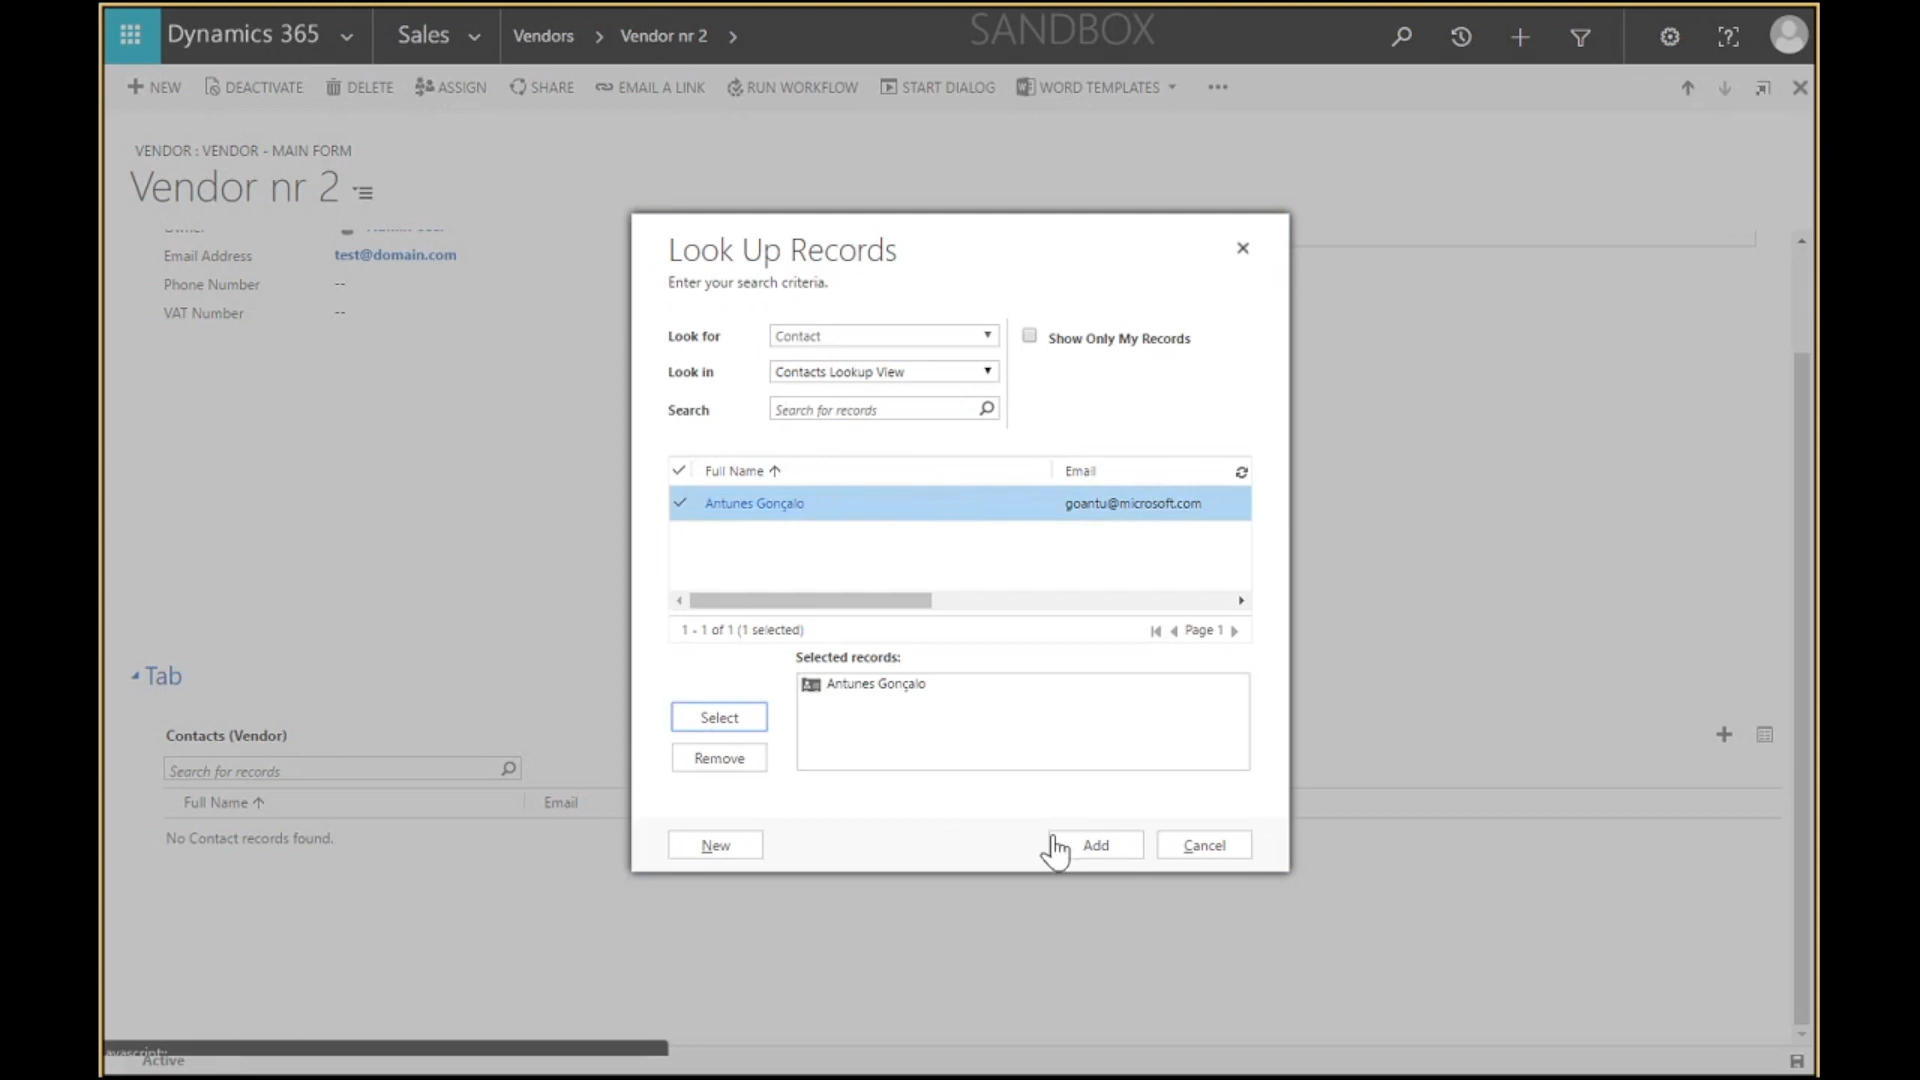 Dynamics 365
Sales
Vendors
Vendor nr 2
SANDBOX
NEW
DEACTIVATE
DELETE
ASSIGN
SHARE
EMAIL A LINK
RUN WORKFLOW
START DIALOG
WORD TEMPLATES
VENDOR : VENDOR - MAIN FORM
Vendor nr 2
Email Address test@domain.com
Phone Number --
VAT Number --
Look Up Records
Enter your search criteria.
Look for Contact
Show Only My Records
Look in Contacts Lookup View
Search Search for records
Full Name Email
Antunes Gonçalo goantu@microsoft.com
1 - 1 of 1 (1 selected) Page 1
Selected records:
Antunes Gonçalo
Select
Remove
New Add Cancel
Tab
Contacts (Vendor)
Search for records
Full Name Email
No Contact records found.
Active